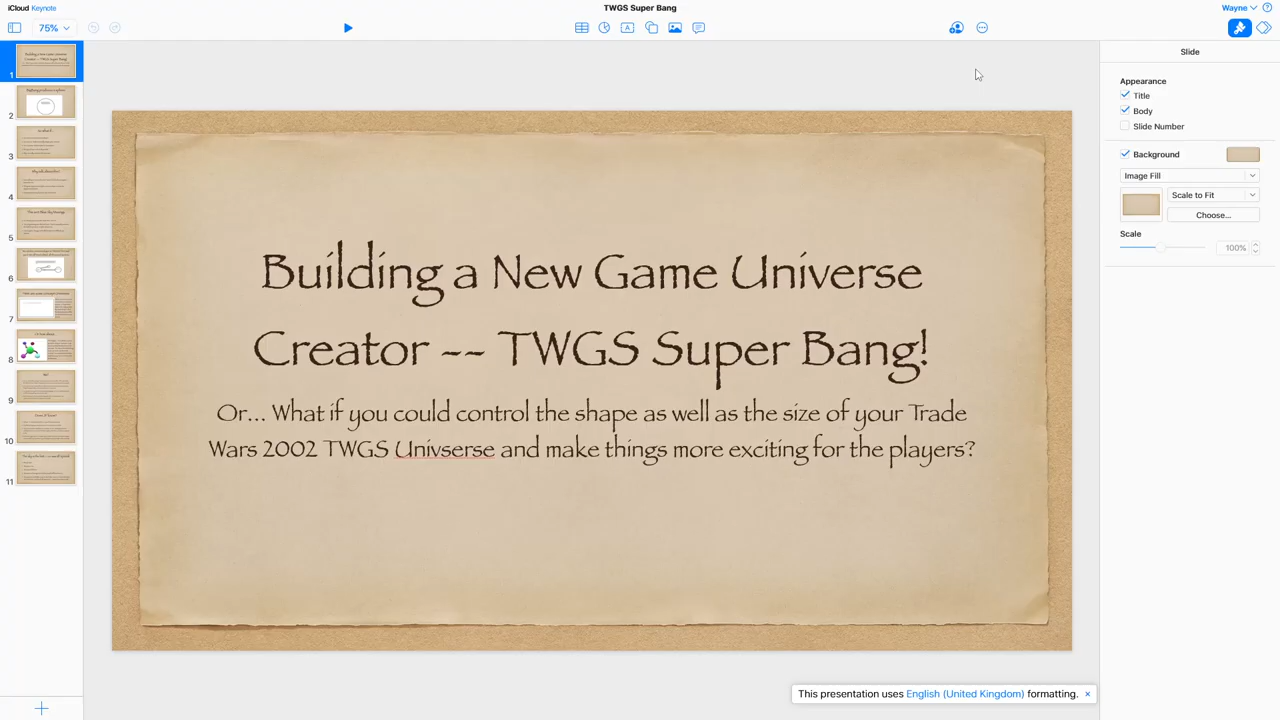 iCloud Keynote
TWGS Super Bang
Wayne
75%
Slide
Appearance
Title
Body
Slide Number
Background
Image Fill
Scale to Fit
Choose...
Scale
100%
Building a New Game Universe
Creator -- TWGS Super Bang!
Or... What if you could control the shape as well as the size of your Trade
Wars 2002 TWGS Univserse and make things more exciting for the players?
1
2
3
4
5
6
7
8
9
10
11
This presentation uses English (United Kingdom) formatting. ×